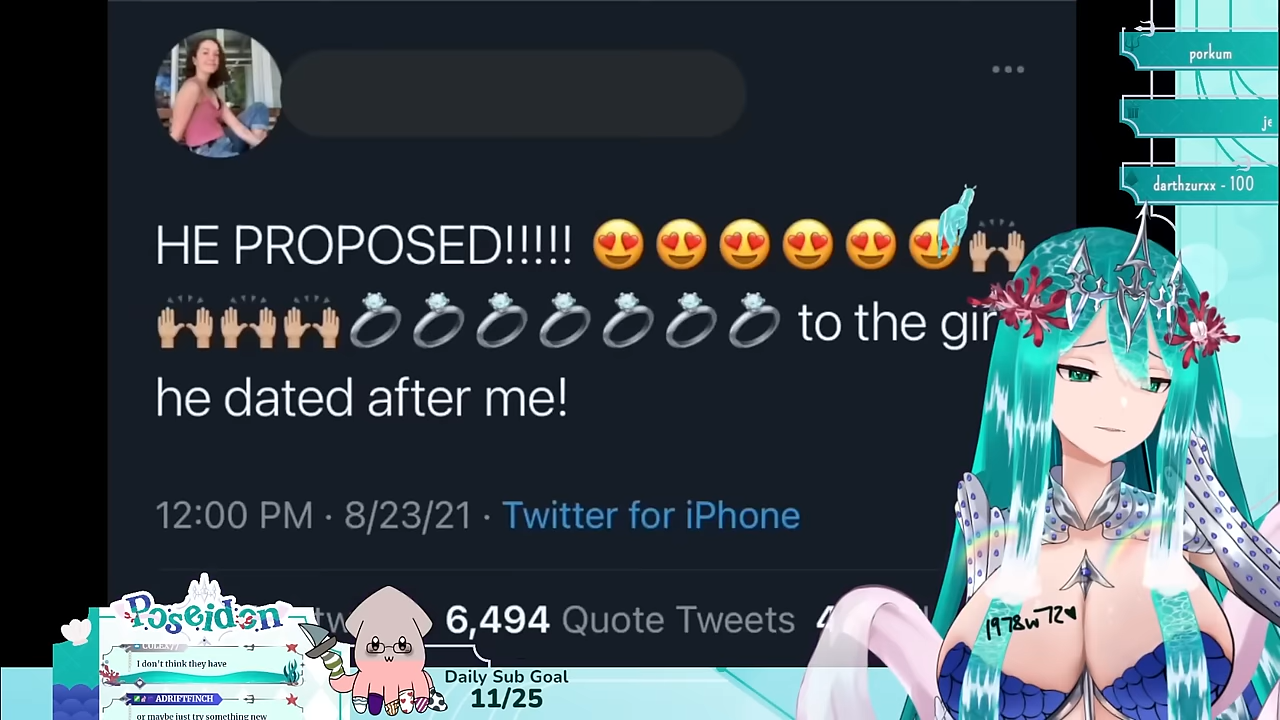 porkum
je
darthzurxx - 100
HE PROPOSED!!!!! 😍😍😍😍😍😍🙌🏼
🙌🏼🙌🏼🙌🏼💍💍💍💍💍💍💍 to the gir
he dated after me!
12:00 PM · 8/23/21 · Twitter for iPhone
6,494 Quote Tweets 4
1978w72♥
Poseidon
I don't think they have
ADRIFTFINCH
or maybe just try something new
Daily Sub Goal
11/25